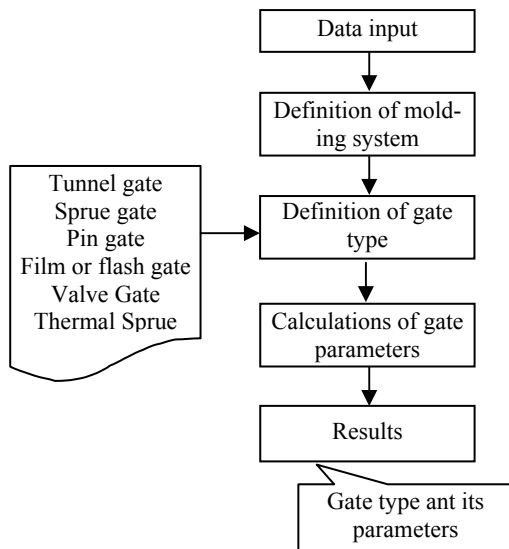 Data input
Definition of mold-
ing system
Tunnel gate
Sprue gate
Pin gate
Film or flash gate
Valve Gate
Thermal Sprue
Definition of gate
type
Calculations of gate
parameters
Results
Gate type ant its
parameters